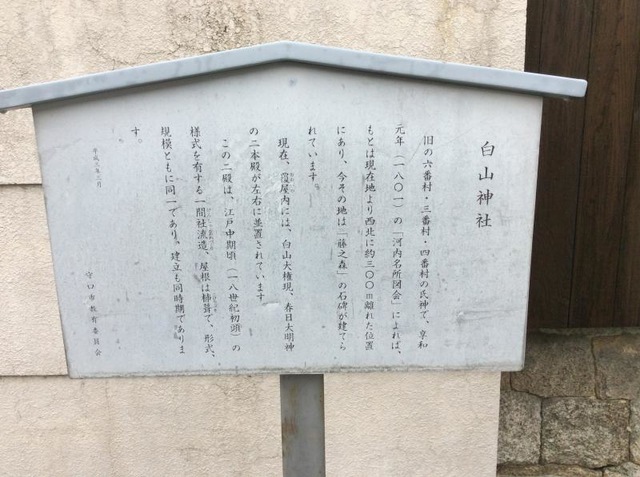 白山神社
旧の六番村・三番村・四番村の氏神で、享和
元年（一八〇一）の「河内名所図会」によれば、
もとは現在地より西北に約三〇〇m離れた位置
にあり、今その地は「藤之森」の石碑が建てら
れています。
現在、覆屋内には、白山大権現、春日大明神
の二本殿が左右に並置されています
この二殿は、江戸中期頃（一八世紀初頭）の
様式を有する一間社流造、屋根は柿葺で、形式、
規模ともに同一であり、建立も同時期でありま
す。
平成三年三月
守口市教育委員会